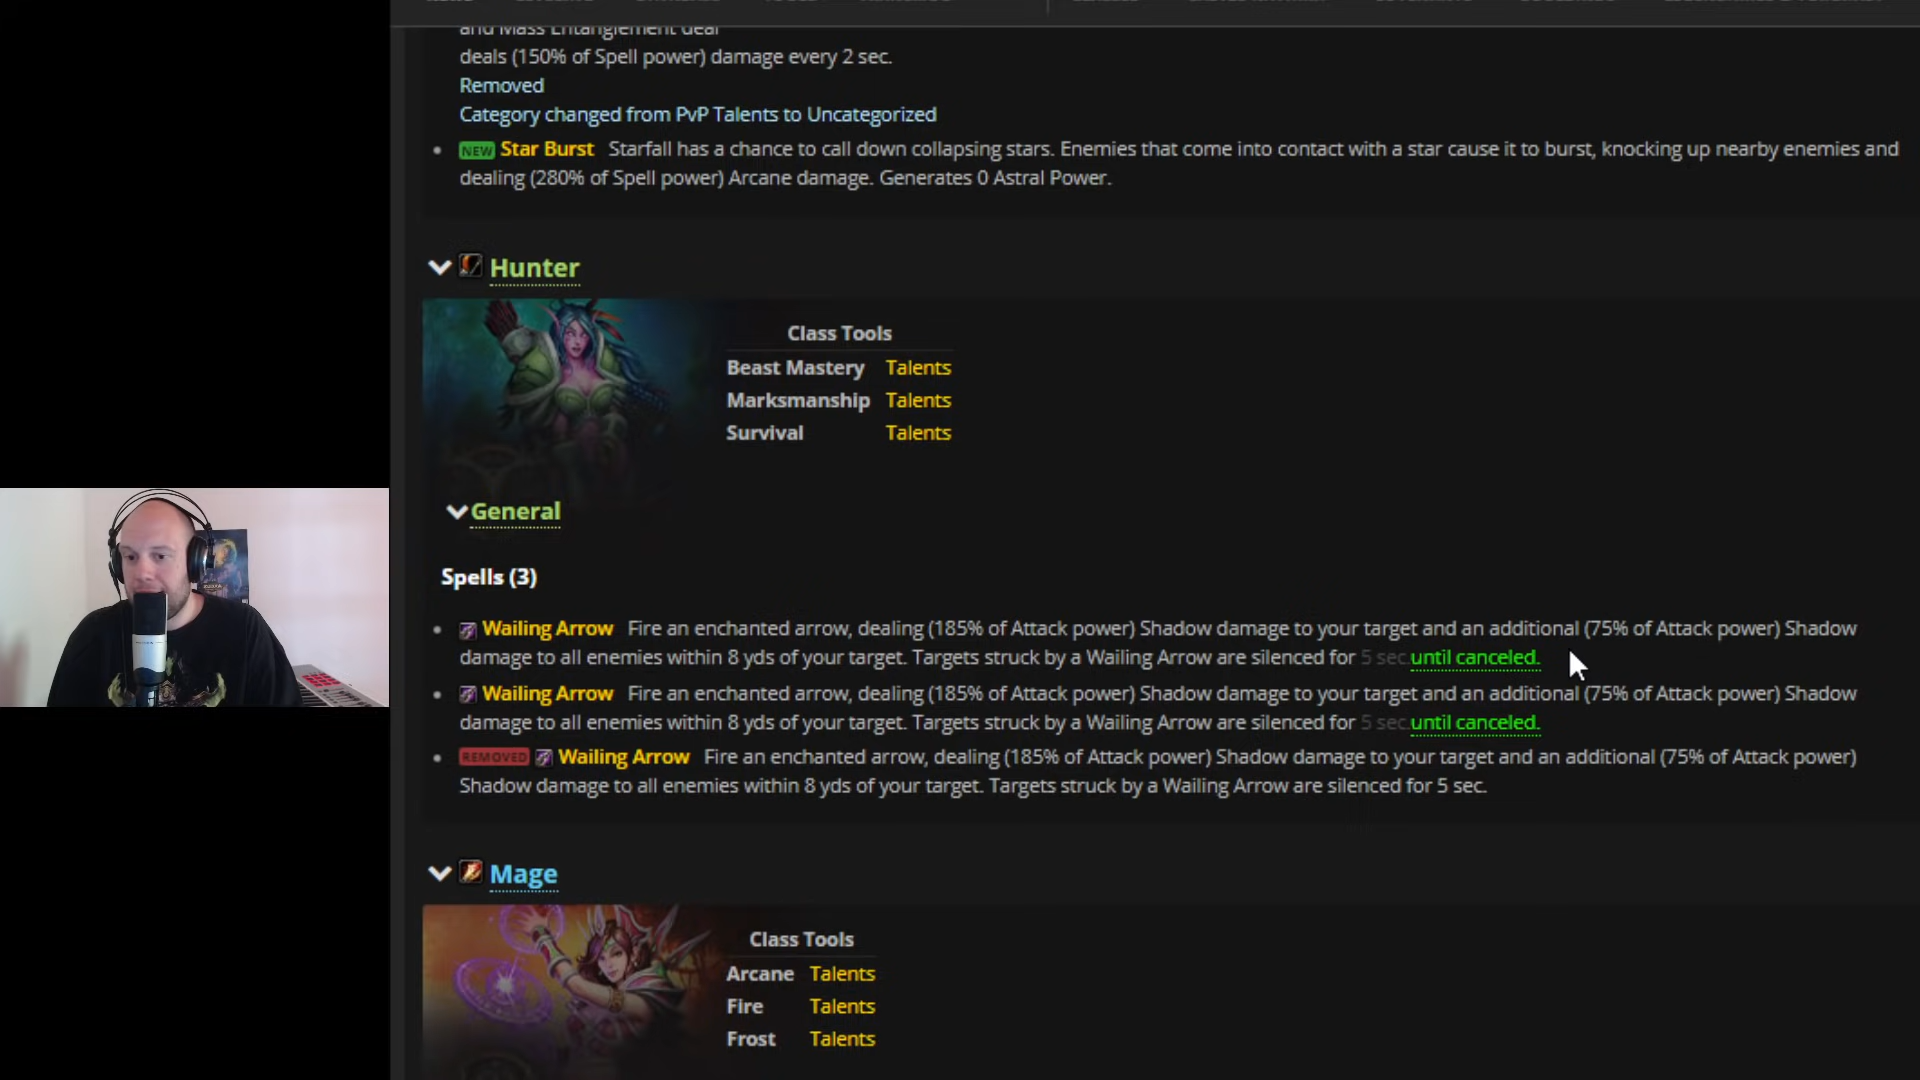 and Mass Entanglement deal
deals (150% of Spell power) damage every 2 sec.
Removed
Category changed from PvP Talents to Uncategorized
NEW Star Burst Starfall has a chance to call down collapsing stars. Enemies that come into contact with a star cause it to burst, knocking up nearby enemies and
dealing (280% of Spell power) Arcane damage. Generates 0 Astral Power.
Hunter
Class Tools
Beast Mastery Talents
Marksmanship Talents
Survival Talents
General
Spells (3)
Wailing Arrow Fire an enchanted arrow, dealing (185% of Attack power) Shadow damage to your target and an additional (75% of Attack power) Shadow
damage to all enemies within 8 yds of your target. Targets struck by a Wailing Arrow are silenced for 5 sec.until canceled.
Wailing Arrow Fire an enchanted arrow, dealing (185% of Attack power) Shadow damage to your target and an additional (75% of Attack power) Shadow
damage to all enemies within 8 yds of your target. Targets struck by a Wailing Arrow are silenced for 5 sec.until canceled.
REMOVED Wailing Arrow Fire an enchanted arrow, dealing (185% of Attack power) Shadow damage to your target and an additional (75% of Attack power)
Shadow damage to all enemies within 8 yds of your target. Targets struck by a Wailing Arrow are silenced for 5 sec.
Mage
Class Tools
Arcane Talents
Fire Talents
Frost Talents